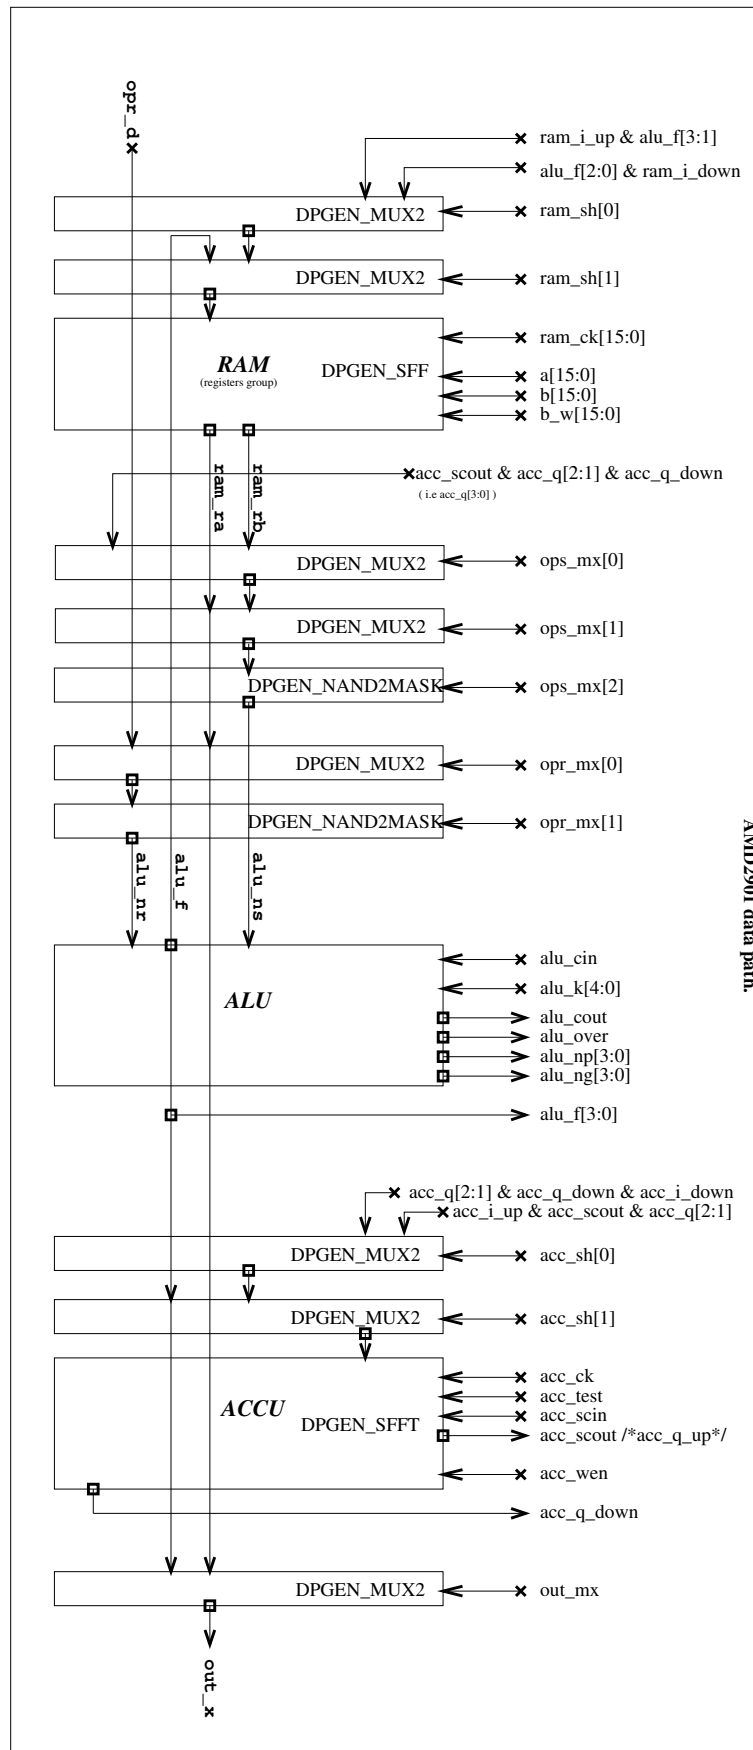 opr_d
ram_i_up & alu_f[3:1]
alu_f[2:0] & ram_i_down
DPGEN_MUX2 ram_sh[0]
DPGEN_MUX2 ram_sh[1]
RAM
(registers group)
DPGEN_SFF
ram_ck[15:0]
a[15:0]
b[15:0]
b_w[15:0]
ram_ra
ram_rb
acc_scout & acc_q[2:1] & acc_q_down
( i.e acc_q[3:0] )
DPGEN_MUX2 ops_mx[0]
DPGEN_MUX2 ops_mx[1]
DPGEN_NAND2MASK ops_mx[2]
DPGEN_MUX2 opr_mx[0]
DPGEN_NAND2MASK opr_mx[1]
alu_nr
alu_f
alu_ns
AMD2901 data path.
ALU
alu_cin
alu_k[4:0]
alu_cout
alu_over
alu_np[3:0]
alu_ng[3:0]
alu_f[3:0]
acc_q[2:1] & acc_q_down & acc_i_down
acc_i_up & acc_scout & acc_q[2:1]
DPGEN_MUX2 acc_sh[0]
DPGEN_MUX2 acc_sh[1]
ACCU
DPGEN_SFFT
acc_ck
acc_test
acc_scin
acc_scout /*acc_q_up*/
acc_wen
acc_q_down
DPGEN_MUX2 out_mx
out_x